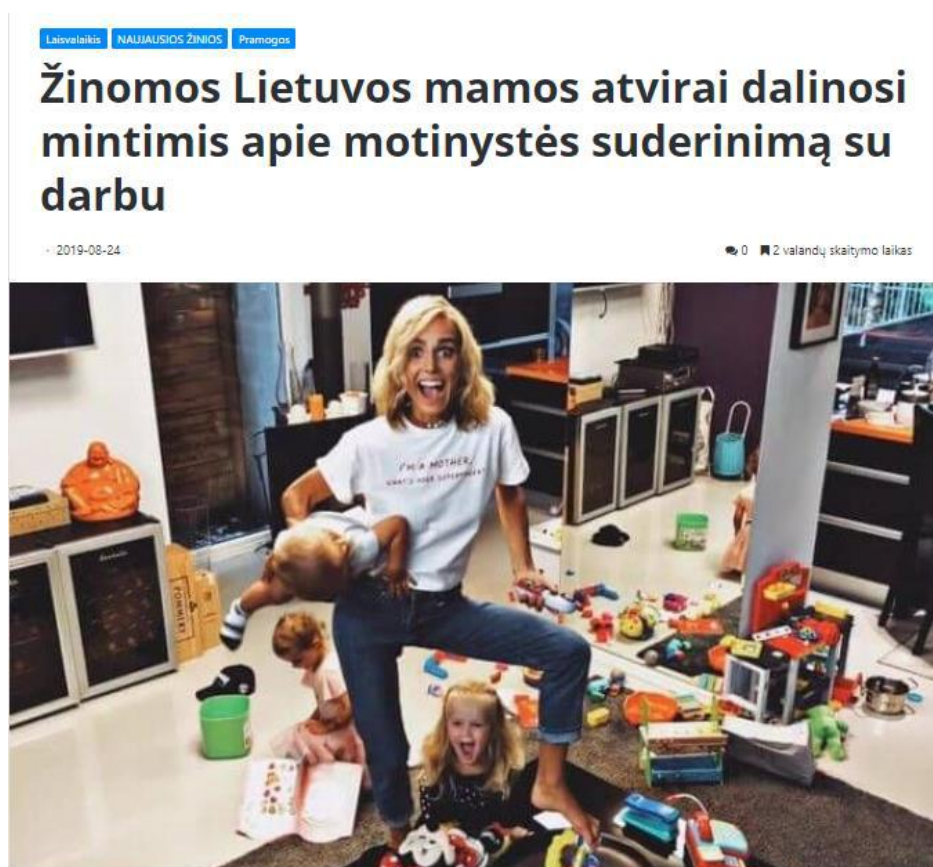 Laisvalaikis NAUJAUSIOS ŽINIOS Pramogos
Žinomos Lietuvos mamos atvirai dalinosi
mintimis apie motinystės suderinimą su
darbu
- 2019-08-24 0 2 valandų skaitymo laikas
I'M A MOTHER,
WHAT'S YOUR SUPERPOWER?
POMMERY